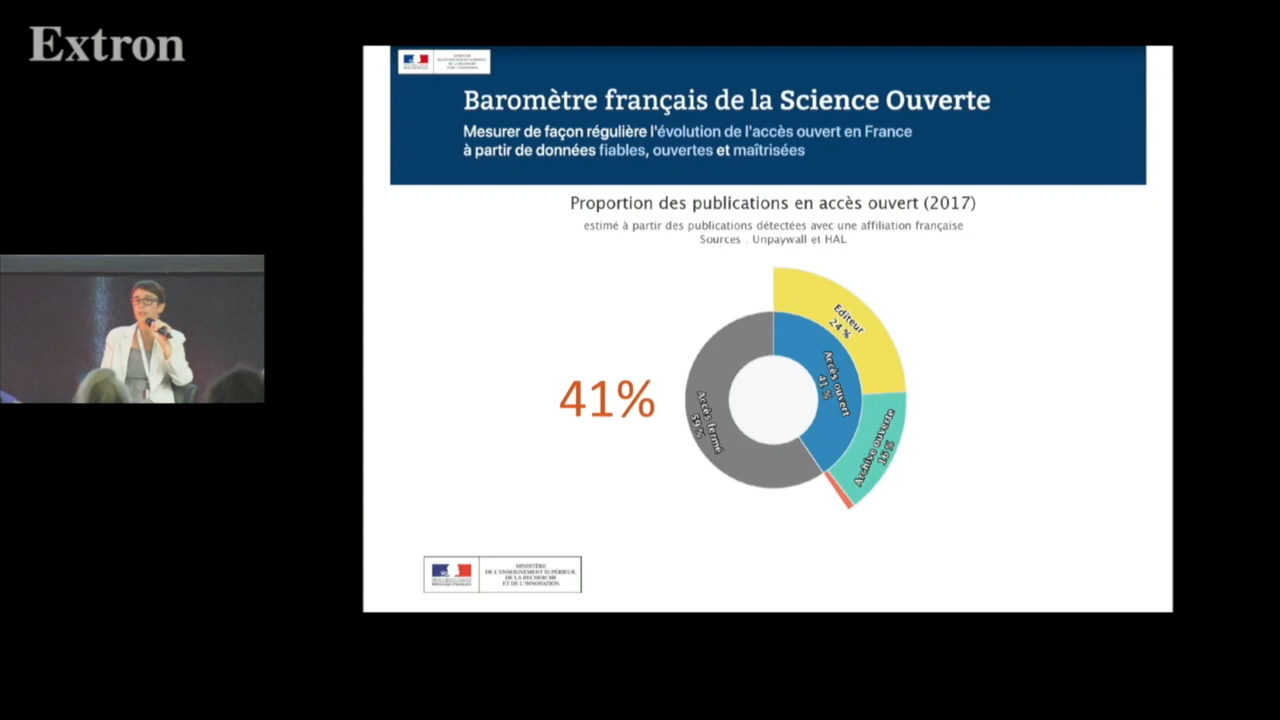 Extron
Baromètre français de la Science Ouverte
Mesurer de façon régulière l'évolution de l'accès ouvert en France
à partir de données fiables, ouvertes et maîtrisées
Proportion des publications en accès ouvert (2017)
estimé à partir des publications détectées avec une affiliation française
Sources : Unpaywall et HAL
Editeur
24 %
Accès ouvert
41 %
41%
Accès fermé
59 %
Archive ouverte
16 %
MINISTÈRE
DE L'ENSEIGNEMENT SUPÉRIEUR,
DE LA RECHERCHE
ET DE L'INNOVATION